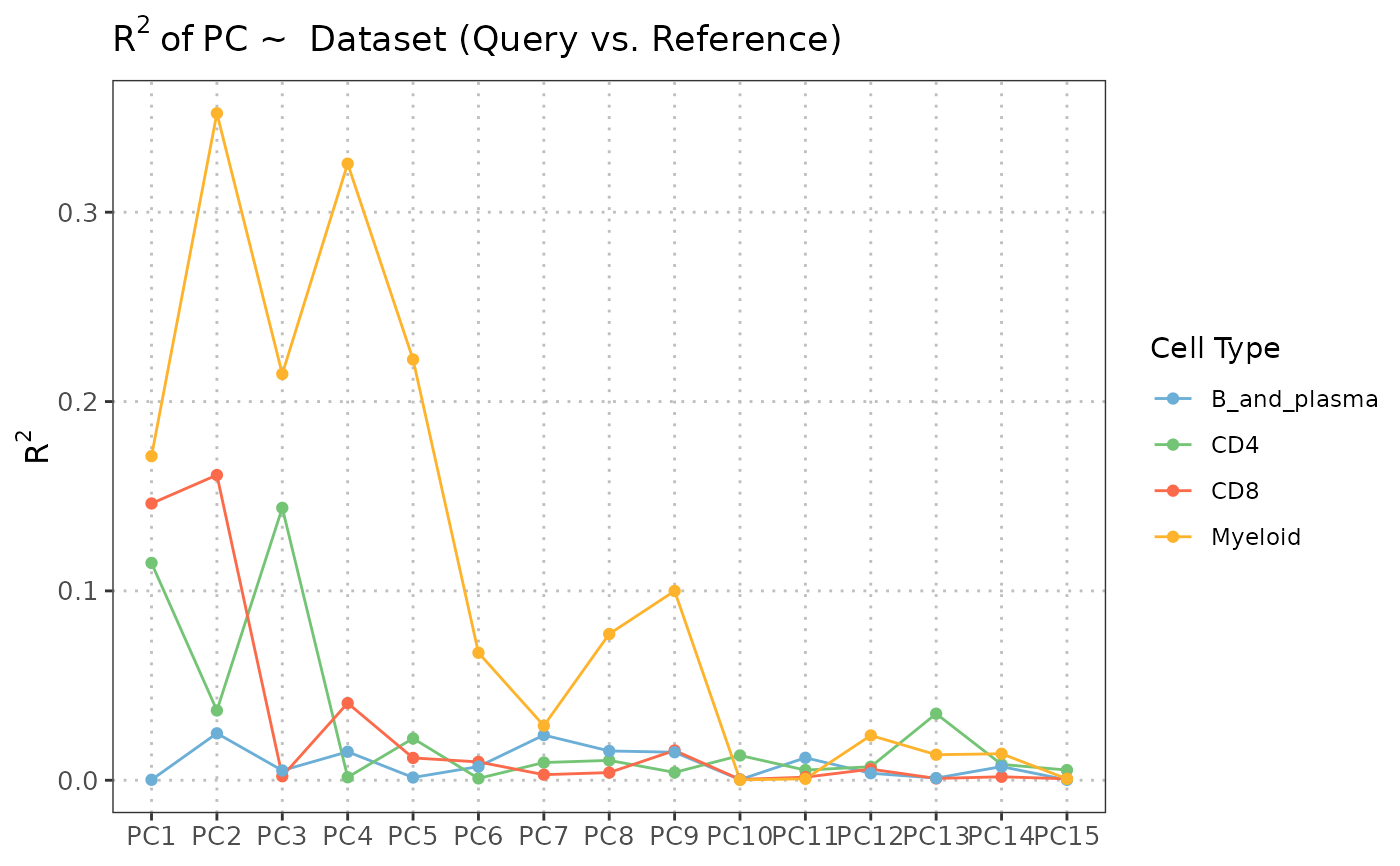 R² of PC ~ Dataset (Query vs. Reference)
0.3
0.2
0.1
0.0
R²
PC1 PC2 PC3 PC4 PC5 PC6 PC7 PC8 PC9 PC10 PC11 PC12 PC13 PC14 PC15
Cell Type
B_and_plasma
CD4
CD8
Myeloid